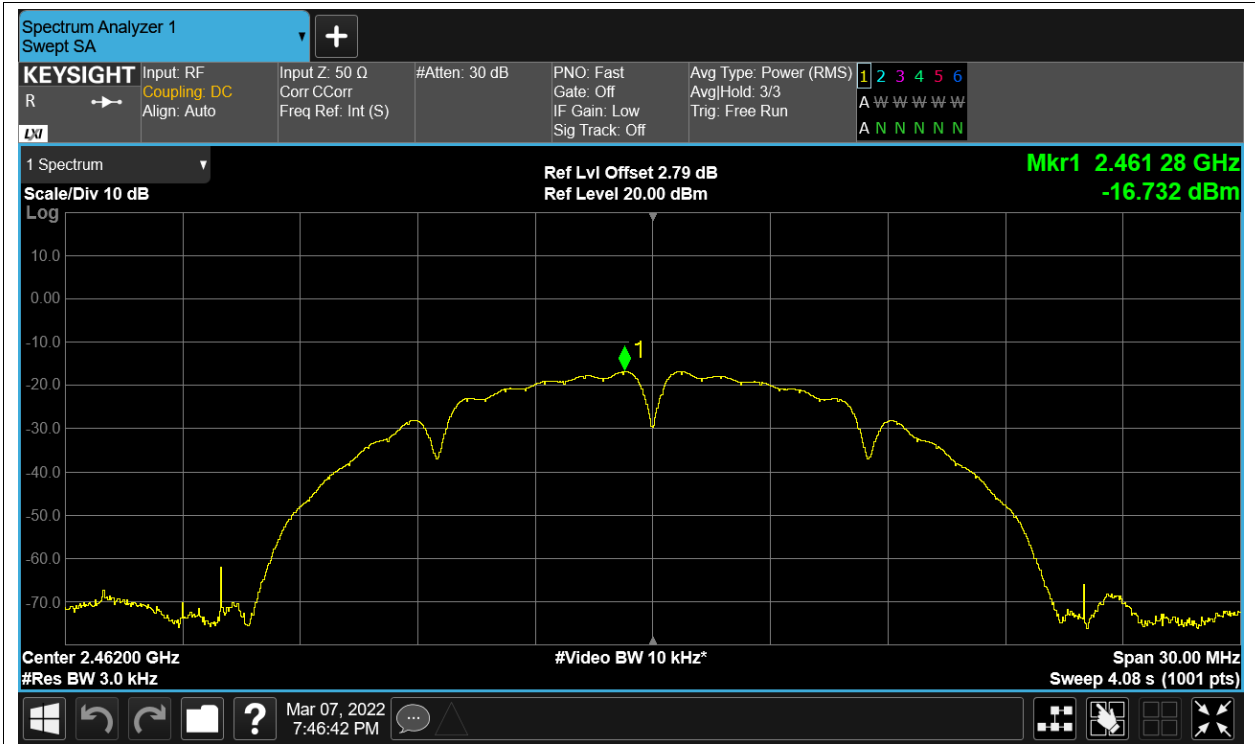 Spectrum Analyzer 1
Swept SA
KEYSIGHT
R
LXI
Input: RF
Coupling: DC
Align: Auto
Input Z: 50 Ω
Corr CCorr
Freq Ref: Int (S)
#Atten: 30 dB
PNO: Fast
Gate: Off
IF Gain: Low
Sig Track: Off
Avg Type: Power (RMS)
Avg|Hold: 3/3
Trig: Free Run
1 2 3 4 5 6
A W W W W W
A N N N N N
1 Spectrum
Scale/Div 10 dB
Log
Ref Lvl Offset 2.79 dB
Ref Level 20.00 dBm
Mkr1 2.461 28 GHz
-16.732 dBm
10.0
0.00
-10.0
-20.0
-30.0
-40.0
-50.0
-60.0
-70.0
1
Center 2.46200 GHz
#Res BW 3.0 kHz
#Video BW 10 kHz*
Span 30.00 MHz
Sweep 4.08 s (1001 pts)
?
Mar 07, 2022
7:46:42 PM